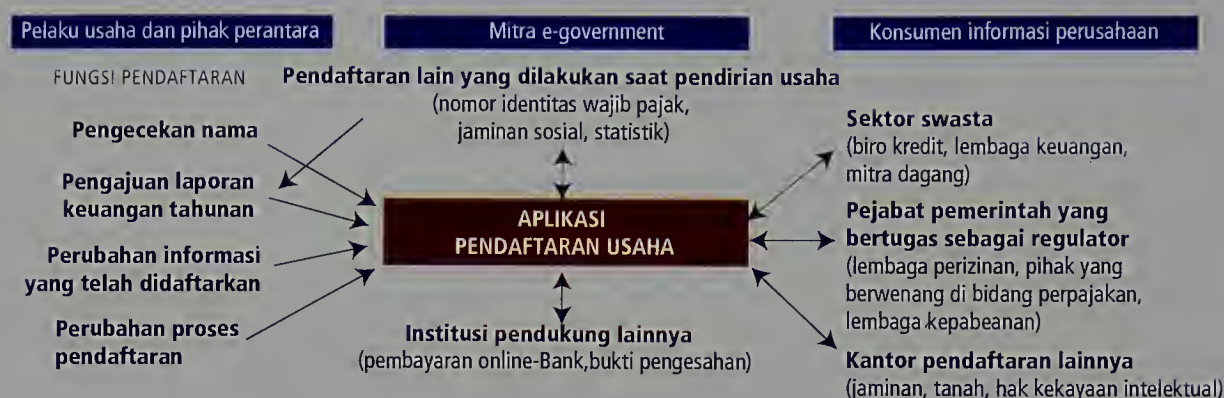 Pelaku usaha dan pihak perantara
FUNGSI PENDAFTARAN
Pengecekan nama
Pengajuan laporan
keuangan tahunan
Perubahan informasi
yang telah didaftarkan
Perubahan proses
pendaftaran
Mitra e-government
Pendaftaran lain yang dilakukan saat pendirian usaha
(nomor identitas wajib pajak,
jaminan sosial, statistik)
APLIKASI
PENDAFTARAN USAHA
Institusi pendukung lainnya
(pembayaran online-Bank,bukti pengesahan)
Konsumen informasi perusahaan
Sektor swasta
(biro kredit, lembaga keuangan,
mitra dagang)
Pejabat pemerintah yang
bertugas sebagai regulator
(lembaga perizinan, pihak yang
berwenang di bidang perpajakan,
lembaga kepabeanan)
Kantor pendaftaran lainnya
(jaminan, tanah, hak kekayaan intelektual)